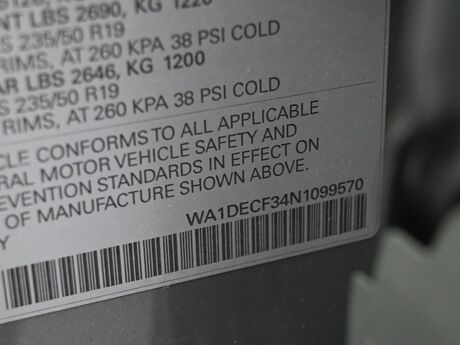 NT LBS 2690, KG 1220
S 235/50 R19
RIMS, AT 260 KPA 38 PSI COLD
AR LBS 2646, KG 1200
S 235/50 R19
RIMS, AT 260 KPA 38 PSI COLD
CLE CONFORMS TO ALL APPLICABLE
RAL MOTOR VEHICLE SAFETY AND
EVENTION STANDARDS IN EFFECT ON
OF MANUFACTURE SHOWN ABOVE.
WA1DECF34N1099570
Y